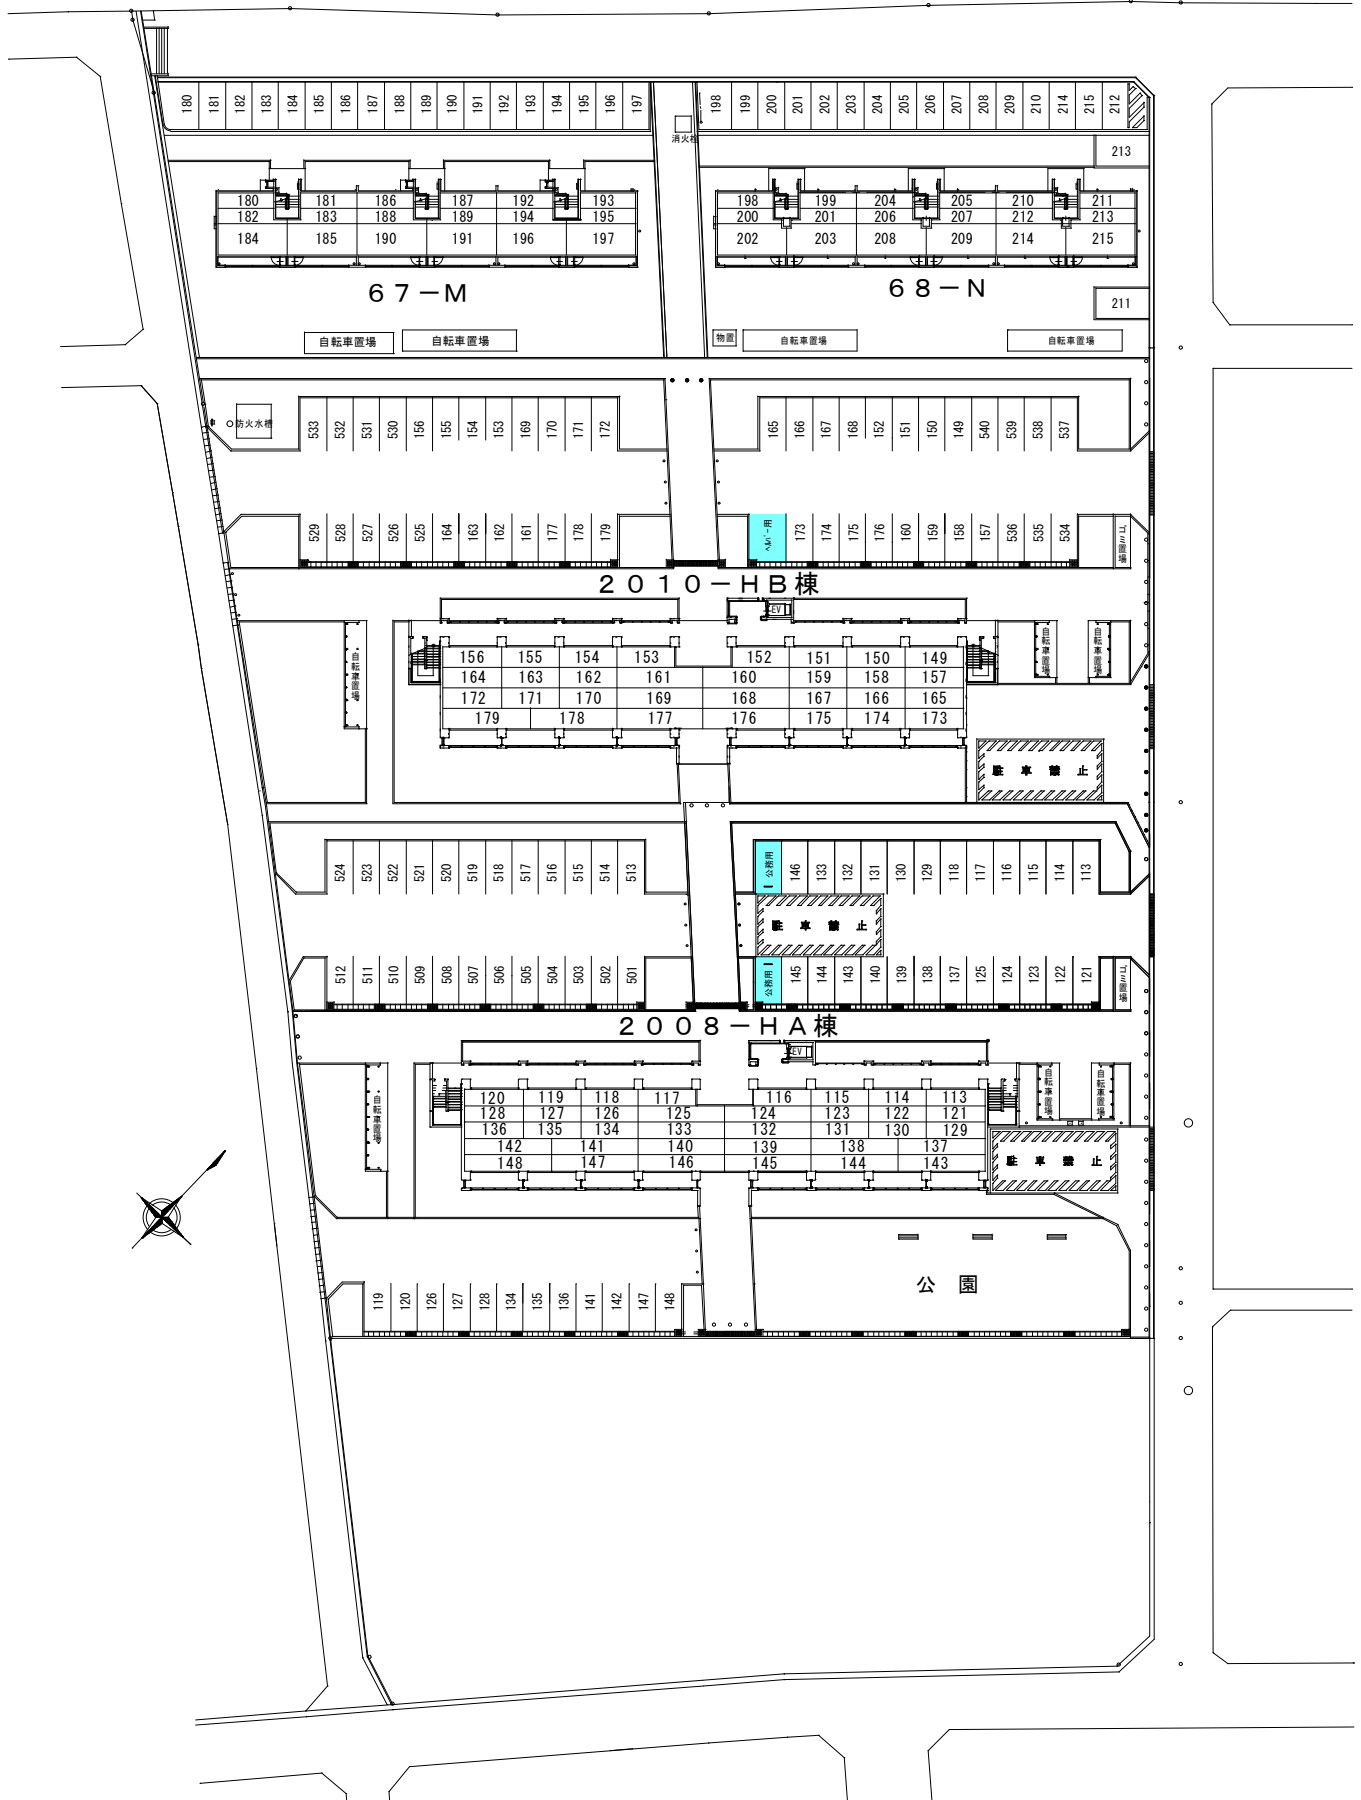 180 181 182 183 184 185 186 187 188 189 190 191 192 193 194 195 196 197
198 199 200 201 202 203 204 205 206 207 208 209 210 214 215 212
消火栓
213
180 181 186 187 192 193
182 183 188 189 194 195
184 185 190 191 196 197
198 199 204 205 210 211
200 201 206 207 212 213
202 203 208 209 214 215
67-M
68-N
211
自転車置場 自転車置場
物置 自転車置場 自転車置場
防火水槽
533 532 531 530 156 155 154 153 169 170 171 172
165 166 167 168 152 151 150 149 540 539 538 537
529 528 527 526 525 164 163 162 161 177 178 179
ヘルパー用 173 174 175 176 160 159 158 157 536 535 534
ゴミ置場
2010-HB棟
EV
自転車置場
自転車置場
自転車置場
156 155 154 153 152 151 150 149
164 163 162 161 160 159 158 157
172 171 170 169 168 167 166 165
179 178 177 176 175 174 173
駐車禁止
524 523 522 521 520 519 518 517 516 515 514 513
公務用 146 133 132 131 130 129 118 117 116 115 114 113
駐車禁止
512 511 510 509 508 507 506 505 504 503 502 501
公務用 145 144 143 140 139 138 137 125 124 123 122 121
ゴミ置場
2008-HA棟
EV
自転車置場
自転車置場
自転車置場
120 119 118 117 116 115 114 113
128 127 126 125 124 123 122 121
136 135 134 133 132 131 130 129
142 141 140 139 138 137
148 147 146 145 144 143
駐車禁止
公園
119 120 126 127 128 134 135 136 141 142 147 148